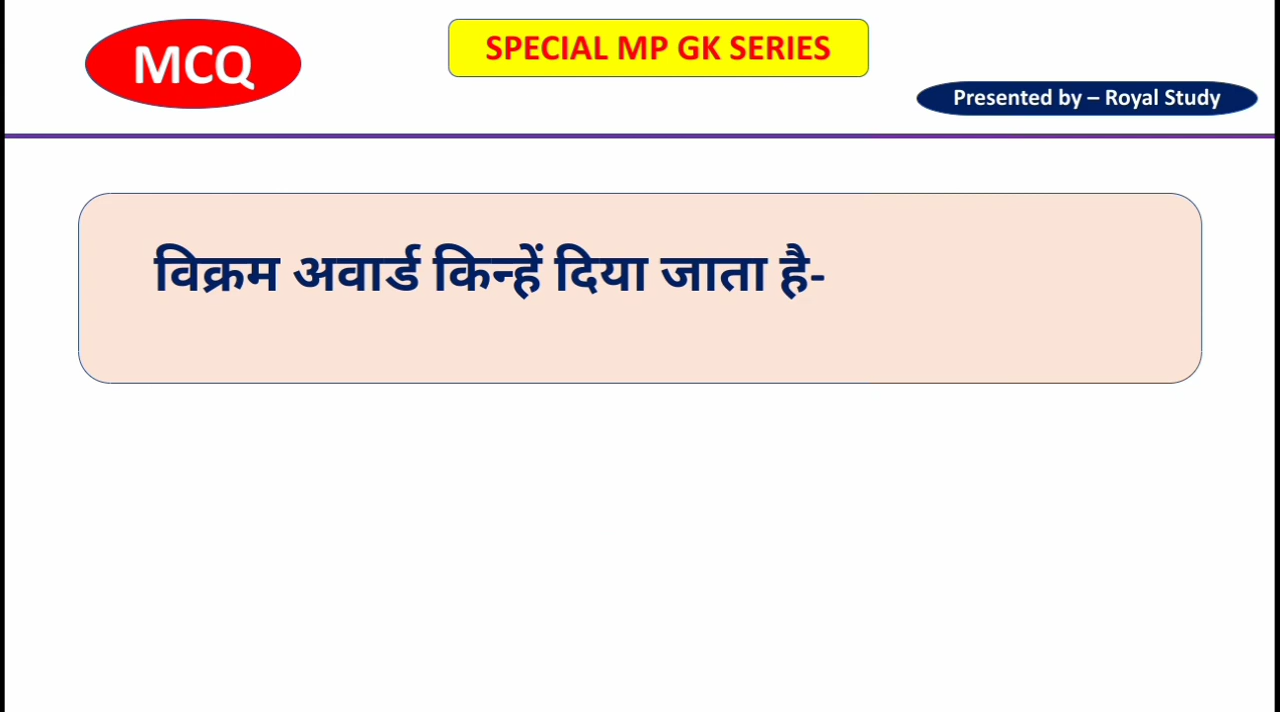 MCQ
SPECIAL MP GK SERIES
Presented by – Royal Study
विक्रम अवार्ड किन्हें दिया जाता है-